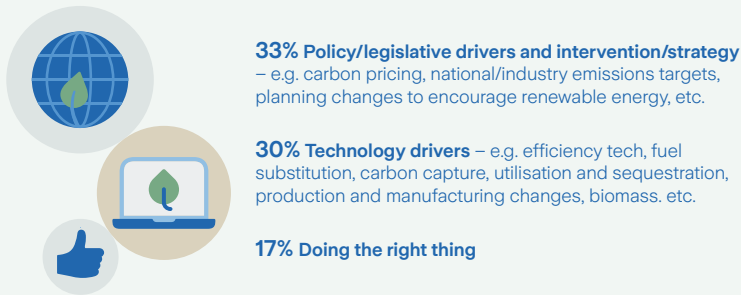 33% Policy/legislative drivers and intervention/strategy
– e.g. carbon pricing, national/industry emissions targets,
planning changes to encourage renewable energy, etc.
30% Technology drivers – e.g. efficiency tech, fuel
substitution, carbon capture, utilisation and sequestration,
production and manufacturing changes, biomass. etc.
17% Doing the right thing